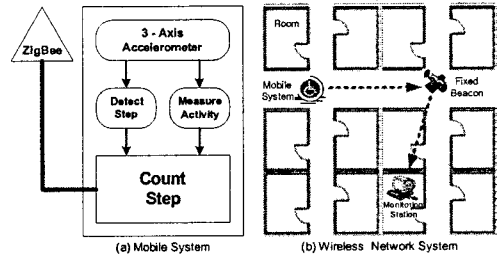 ZigBee
3 - Axis
Accelerometer
Detect
Step
Measure
Activity
Count
Step
(a) Mobile System
Room
Mobile
System
Fixed
Beacon
Monitoring
Station
(b) Wireless Network System